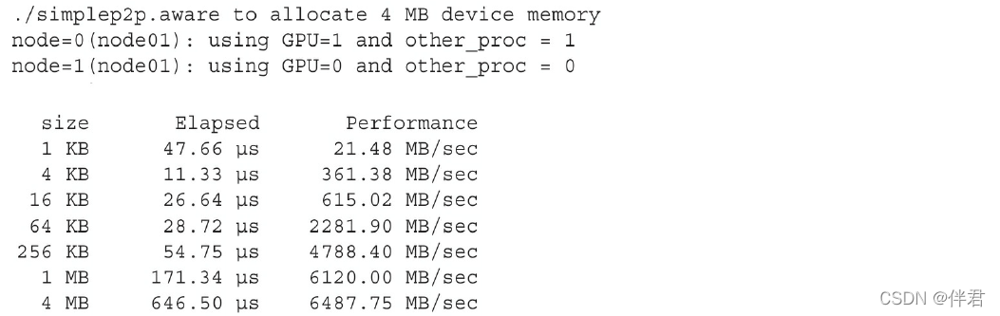 ./simplep2p.aware to allocate 4 MB device memory
node=0(node01): using GPU=1 and other_proc = 1
node=1(node01): using GPU=0 and other_proc = 0
size Elapsed Performance
1 KB 47.66 µs 21.48 MB/sec
4 KB 11.33 µs 361.38 MB/sec
16 KB 26.64 µs 615.02 MB/sec
64 KB 28.72 µs 2281.90 MB/sec
256 KB 54.75 µs 4788.40 MB/sec
1 MB 171.34 µs 6120.00 MB/sec
4 MB 646.50 µs 6487.75 MB/sec
CSDN @伴君